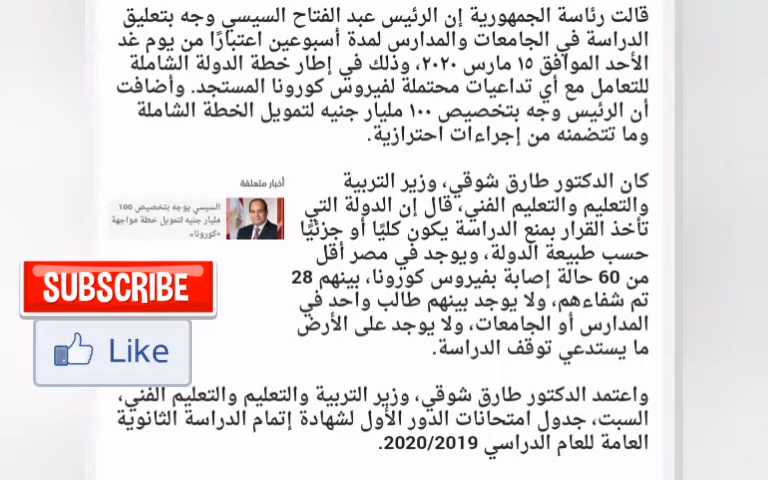 قالت رئاسة الجمهورية إن الرئيس عبد الفتاح السيسي وجه بتعليق
الدراسة في الجامعات والمدارس لمدة أسبوعين اعتبارًا من يوم غد
الأحد الموافق ١٥ مارس ٢٠٢٠، وذلك في إطار خطة الدولة الشاملة
للتعامل مع أي تداعيات محتملة لفيروس كورونا المستجد. وأضافت
أن الرئيس وجه بتخصيص ١٠٠ مليار جنيه لتمويل الخطة الشاملة
وما تتضمنه من إجراءات احترازية.
كان الدكتور طارق شوقي، وزير التربية
والتعليم والتعليم الفني، قال إن الدولة التي
تأخذ القرار بمنع الدراسة يكون كليًا أو جزئيًا
حسب طبيعة الدولة، ويوجد في مصر أقل
من 60 حالة إصابة بفيروس كورونا، بينهم 28
تم شفاءهم، ولا يوجد بينهم طالب واحد في
المدارس أو الجامعات، ولا يوجد على الأرض
ما يستدعي توقف الدراسة.
أخبار متعلقة
السيسي يوجه بتخصيص 100
مليار جنيه لتمويل خطة مواجهة
«كورونا»
SUBSCRIBE
Like
واعتمد الدكتور طارق شوقي، وزير التربية والتعليم والتعليم الفني،
السبت، جدول امتحانات الدور الأول لشهادة إتمام الدراسة الثانوية
العامة للعام الدراسي 2020/2019.